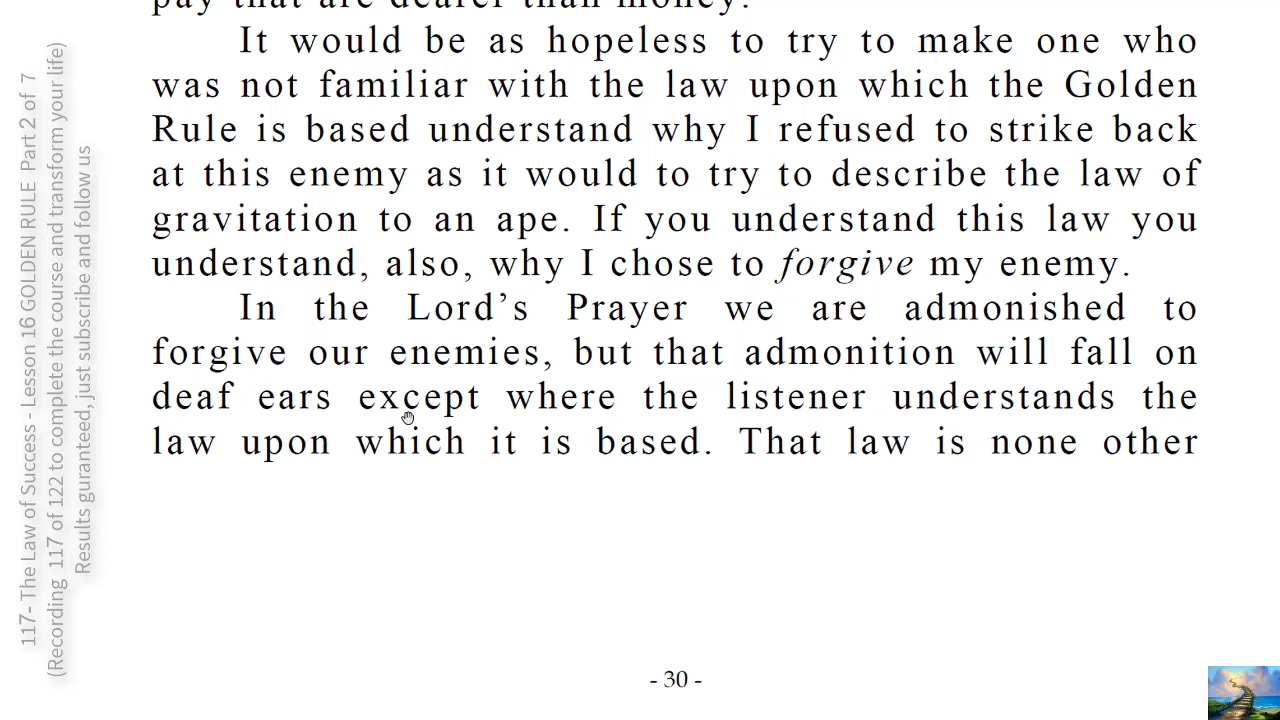 pay that are dearer than money.
It would be as hopeless to try to make one who
was not familiar with the law upon which the Golden
Rule is based understand why I refused to strike back
at this enemy as it would to try to describe the law of
gravitation to an ape. If you understand this law you
understand, also, why I chose to forgive my enemy.
In the Lord’s Prayer we are admonished to
forgive our enemies, but that admonition will fall on
deaf ears except where the listener understands the
law upon which it is based. That law is none other
- 30 -
117- The Law of Success - Lesson 16 GOLDEN RULE Part 2 of 7
(Recording 117 of 122 to complete the course and transform your life)
Results guranteed, just subscribe and follow us